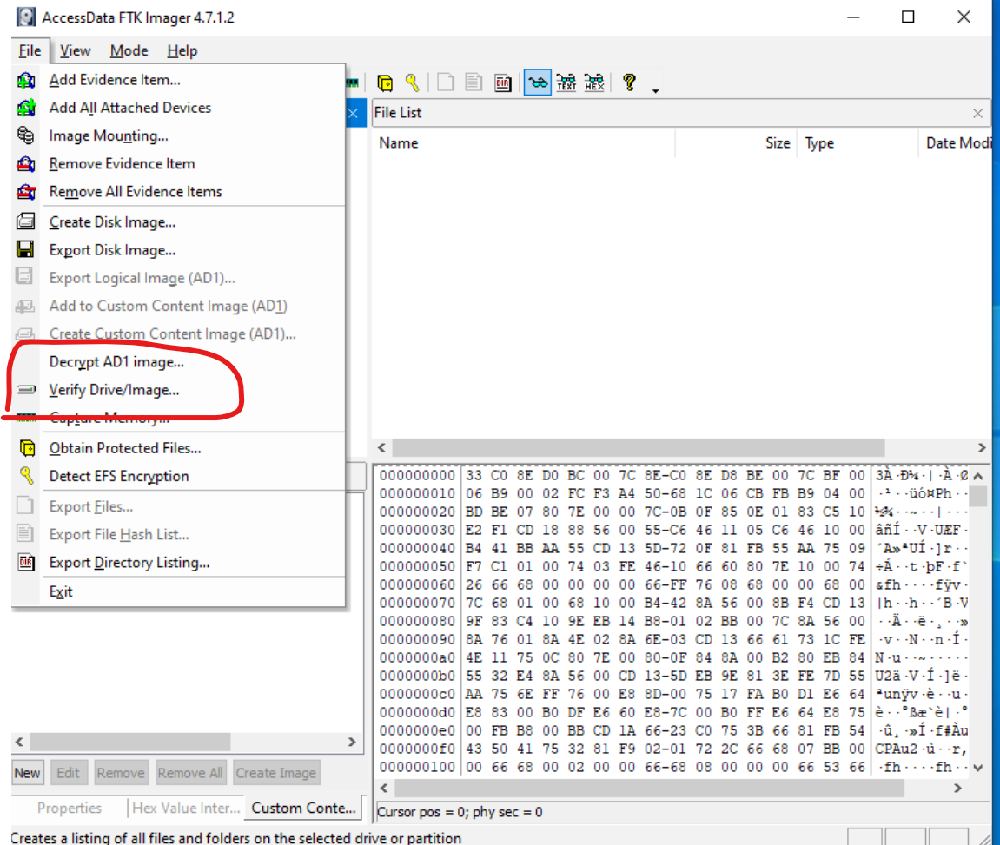 AccessData FTK Imager 4.7.1.2
File View Mode Help
Add Evidence Item...
Add All Attached Devices
Image Mounting...
Remove Evidence Item
Remove All Evidence Items
Create Disk Image...
Export Disk Image...
Export Logical Image (AD1)...
Add to Custom Content Image (AD1)
Create Custom Content Image (AD1)...
Decrypt AD1 image...
Verify Drive/Image...
Capture Memory...
Obtain Protected Files...
Detect EFS Encryption
Export Files...
Export File Hash List...
Export Directory Listing...
Exit
DIR TEXT HEX
File List
Name Size Type Date Modi
000000000 33 C0 8E D0 BC 00 7C 8E-C0 8E D8 BE 00 7C BF 00 3À·Ð¼·|·À·Ø
000000010 06 B9 00 02 FC F3 A4 50-68 1C 06 CB FB B9 04 00 ·¹··üó¤Ph··
000000020 BD BE 07 80 7E 00 00 7C-0B 0F 85 0E 01 83 C5 10 ½¾··~··|···
000000030 E2 F1 CD 18 88 56 00 55-C6 46 11 05 C6 46 10 00 âñÍ··V·UÆF·
000000040 B4 41 BB AA 55 CD 13 5D-72 0F 81 FB 55 AA 75 09 ´A»ªUÍ·]r··
000000050 F7 C1 01 00 74 03 FE 46-10 66 60 80 7E 10 00 74 ÷Á··t·þF·f`
000000060 26 66 68 00 00 00 00 66-FF 76 08 68 00 00 68 00 &fh····fÿv·
000000070 7C 68 01 00 68 10 00 B4-42 8A 56 00 8B F4 CD 13 |h··h··´B·V
000000080 9F 83 C4 10 9E EB 14 B8-01 02 BB 00 7C 8A 56 00 ··Ä··ë·¸··»
000000090 8A 76 01 8A 4E 02 8A 6E-03 CD 13 66 61 73 1C FE ·v··N··n·Í·
0000000a0 4E 11 75 0C 80 7E 00 80-0F 84 8A 00 B2 80 EB 84 N·u··~·····
0000000b0 55 32 E4 8A 56 00 CD 13-5D EB 9E 81 3E FE 7D 55 U2ä·V·Í·]ë·
0000000c0 AA 75 6E FF 76 00 E8 8D-00 75 17 FA B0 D1 E6 64 ªunÿv·è··u·
0000000d0 E8 83 00 B0 DF E6 60 E8-7C 00 B0 FF E6 64 E8 75 è··°ßæ`è|·°
0000000e0 00 FB B8 00 BB CD 1A 66-23 C0 75 3B 66 81 FB 54 ·û¸·»Í·f#Àu
0000000f0 43 50 41 75 32 81 F9 02-01 72 2C 66 68 07 BB 00 CPAu2·ù··r,
000000100 00 66 68 00 02 00 00 66-68 08 00 00 00 66 53 66 ·fh····fh··
New Edit Remove Remove All Create Image
Properties Hex Value Inter... Custom Conte...
Cursor pos = 0; phy sec = 0
Creates a listing of all files and folders on the selected drive or partition